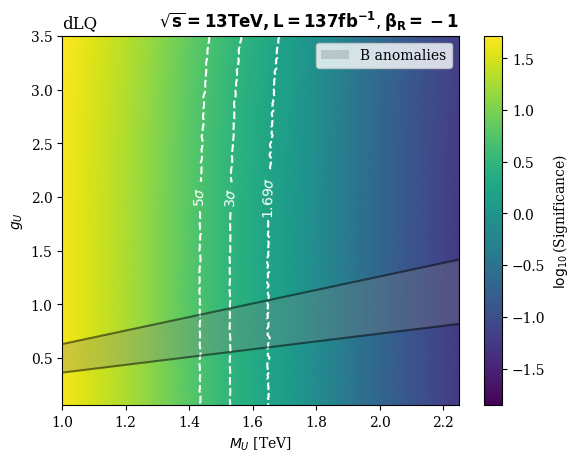 dLQ
√s = 13TeV, L = 137fb⁻¹, β_R = −1
B anomalies
3.5
3.0
2.5
2.0
1.5
1.0
0.5
g_U
5σ
3σ
1.69σ
1.0 1.2 1.4 1.6 1.8 2.0 2.2
M_U [TeV]
1.5
1.0
0.5
0.0
−0.5
−1.0
−1.5
log₁₀(Significance)